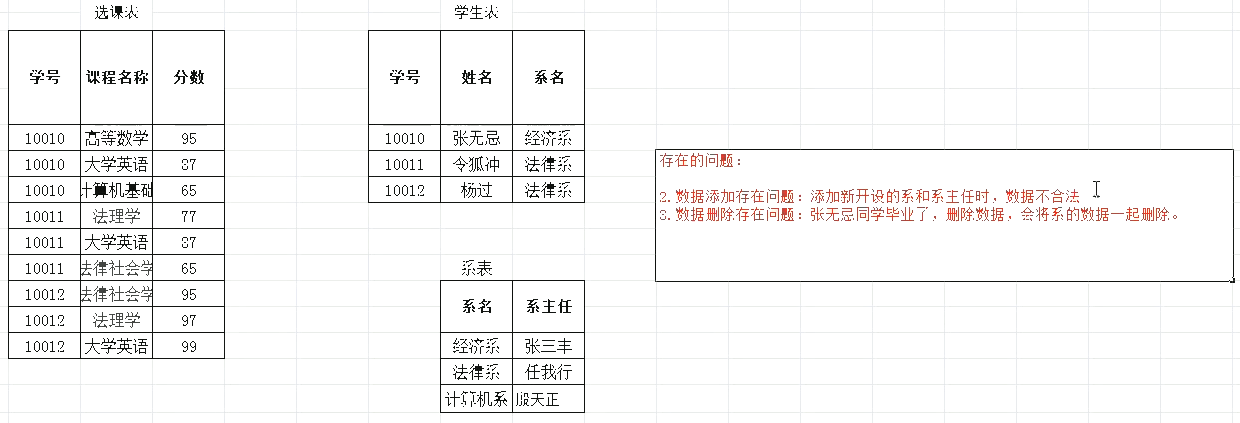 选课表 学生表
学号 课程名称 分数
10010 高等数学 95
10010 大学英语 87
10010 计算机基础 65
10011 法理学 77
10011 大学英语 87
10011 法律社会学 65
10012 法律社会学 95
10012 法理学 97
10012 大学英语 99
学号 姓名 系名
10010 张无忌 经济系
10011 令狐冲 法律系
10012 杨过 法律系
系表
系名 系主任
经济系 张三丰
法律系 任我行
计算机系 殷天正
存在的问题：
2.数据添加存在问题：添加新开设的系和系主任时，数据不合法
3.数据删除存在问题：张无忌同学毕业了，删除数据，会将系的数据一起删除。